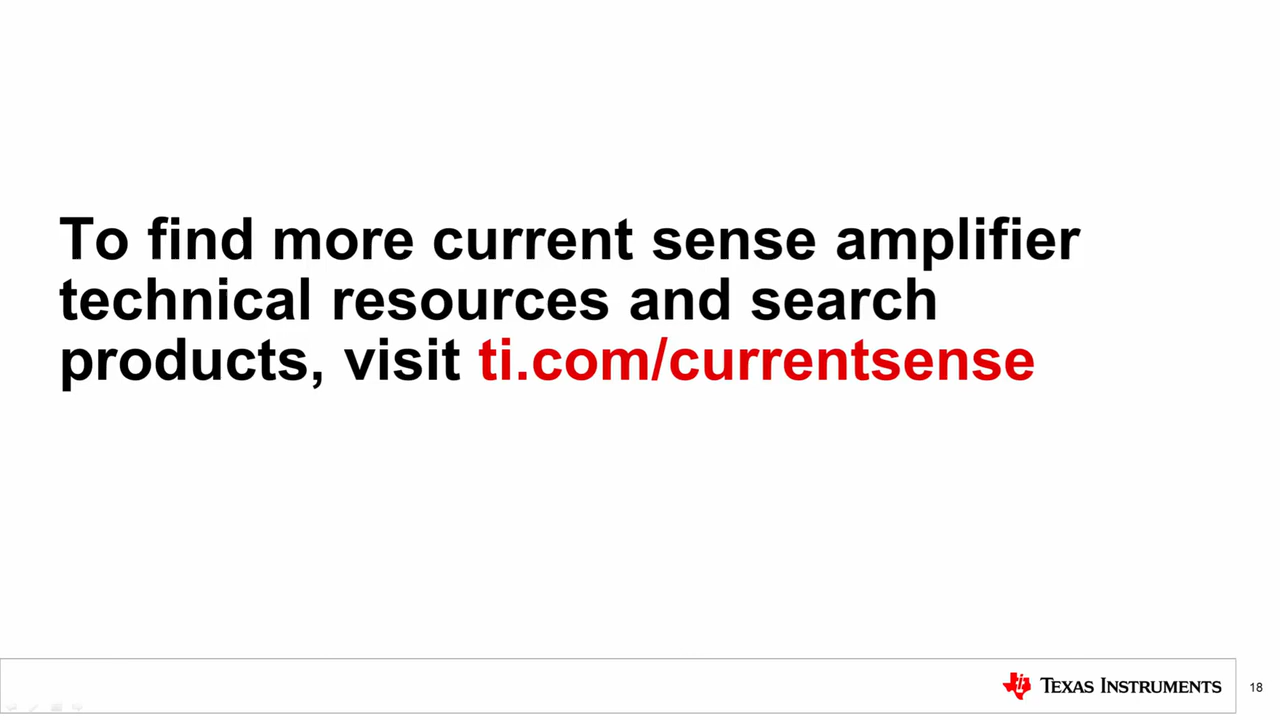 To find more current sense amplifier
technical resources and search
products, visit ti.com/currentsense
TEXAS INSTRUMENTS
18